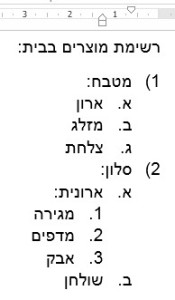 3 2 1
רשימת מוצרים בבית:
1) מטבח:
א. ארון
ב. מזלג
ג. צלחת
2) סלון:
א. ארונית:
1. מגירה
2. מדפים
3. אבק
ב. שולחן